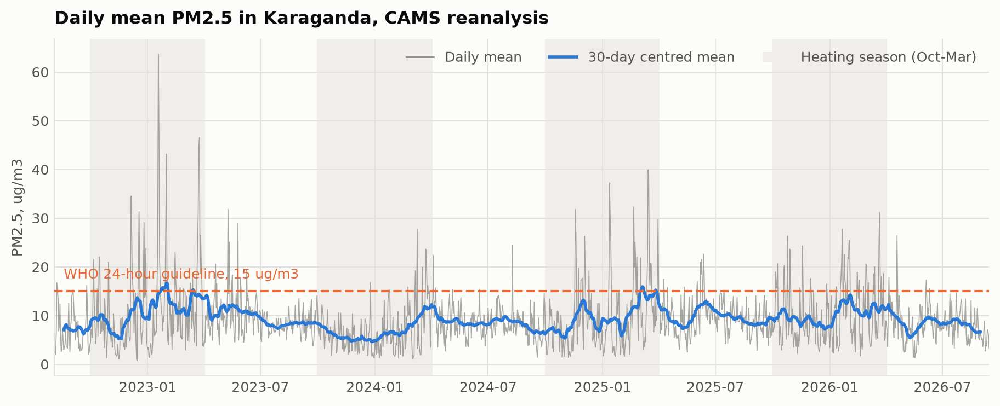 Daily mean PM2.5 in Karaganda, CAMS reanalysis
Daily mean
30-day centred mean
Heating season (Oct-Mar)
PM2.5, ug/m3
60
50
40
30
20
10
0
WHO 24-hour guideline, 15 ug/m3
2023-01
2023-07
2024-01
2024-07
2025-01
2025-07
2026-01
2026-07